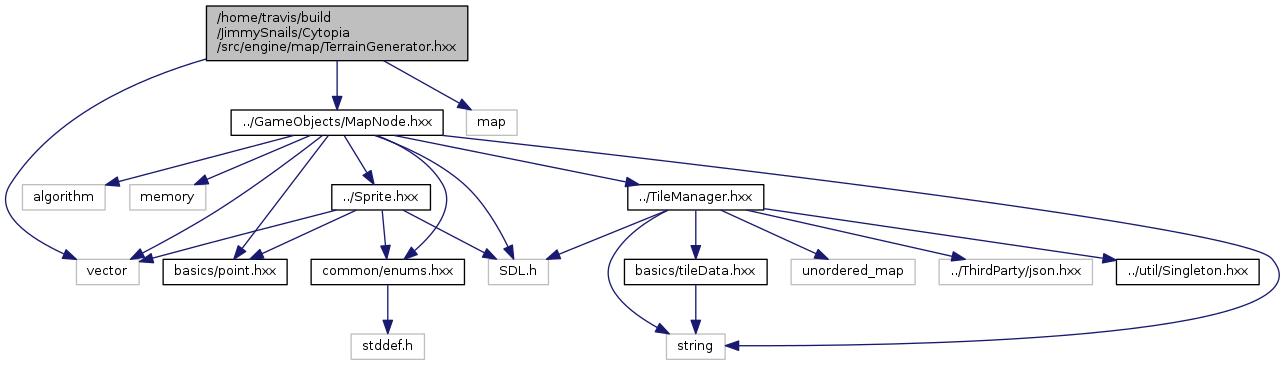 /home/travis/build
/JimmySnails/Cytopia
/src/engine/map/TerrainGenerator.hxx
../GameObjects/MapNode.hxx
map
algorithm
memory
../Sprite.hxx
../TileManager.hxx
vector
basics/point.hxx
common/enums.hxx
SDL.h
basics/tileData.hxx
unordered_map
../ThirdParty/json.hxx
../util/Singleton.hxx
stddef.h
string